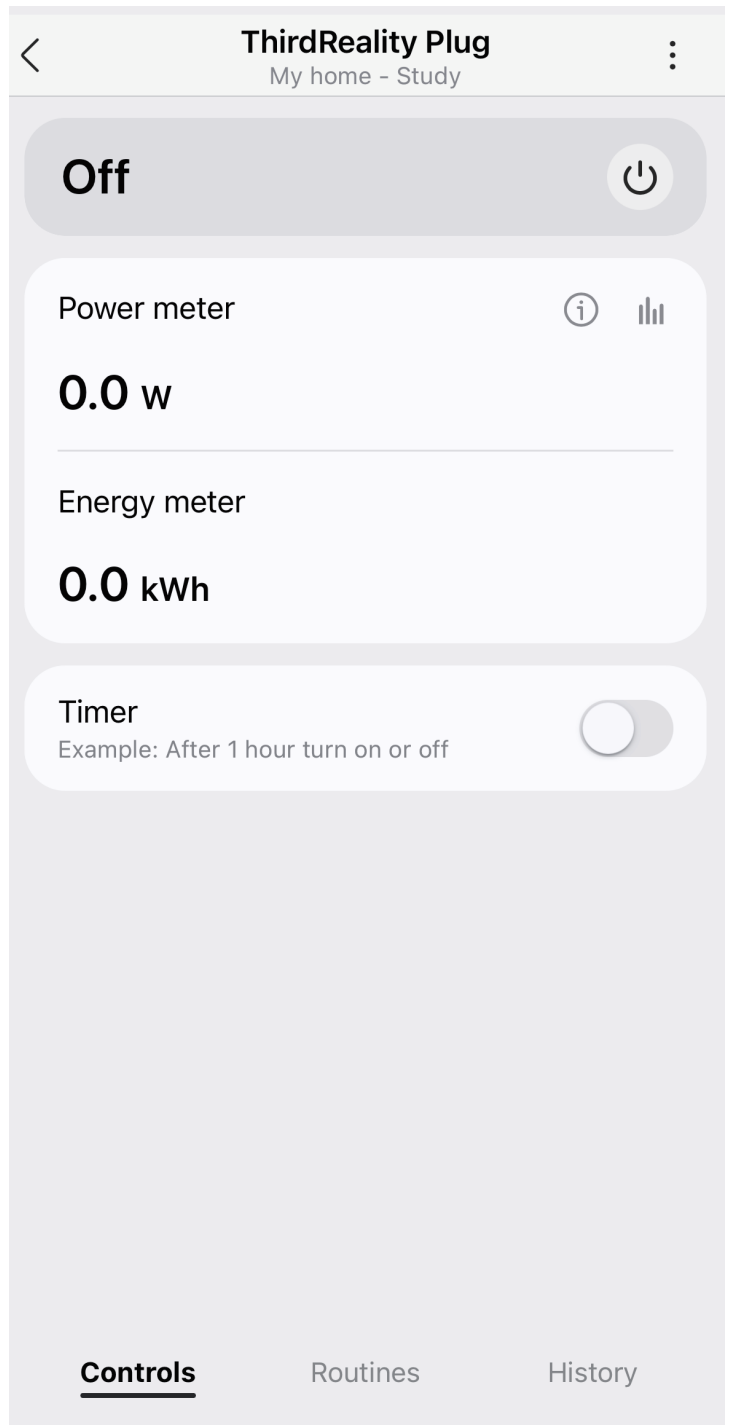 ThirdReality Plug
My home - Study
Off
Power meter
0.0 W
Energy meter
0.0 kWh
Timer
Example: After 1 hour turn on or off
Controls Routines History